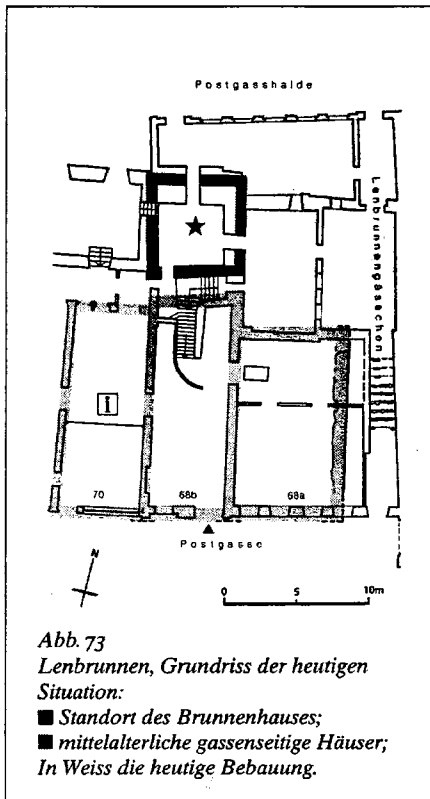 Postgasshalde
Lenbrunnengässchen
i
70
68b
68a
Postgasse
N
0 5 10m
Abb. 73
Lenbrunnen, Grundriss der heutigen
Situation:
■ Standort des Brunnenhauses;
■ mittelalterliche gassenseitige Häuser;
In Weiss die heutige Bebauung.